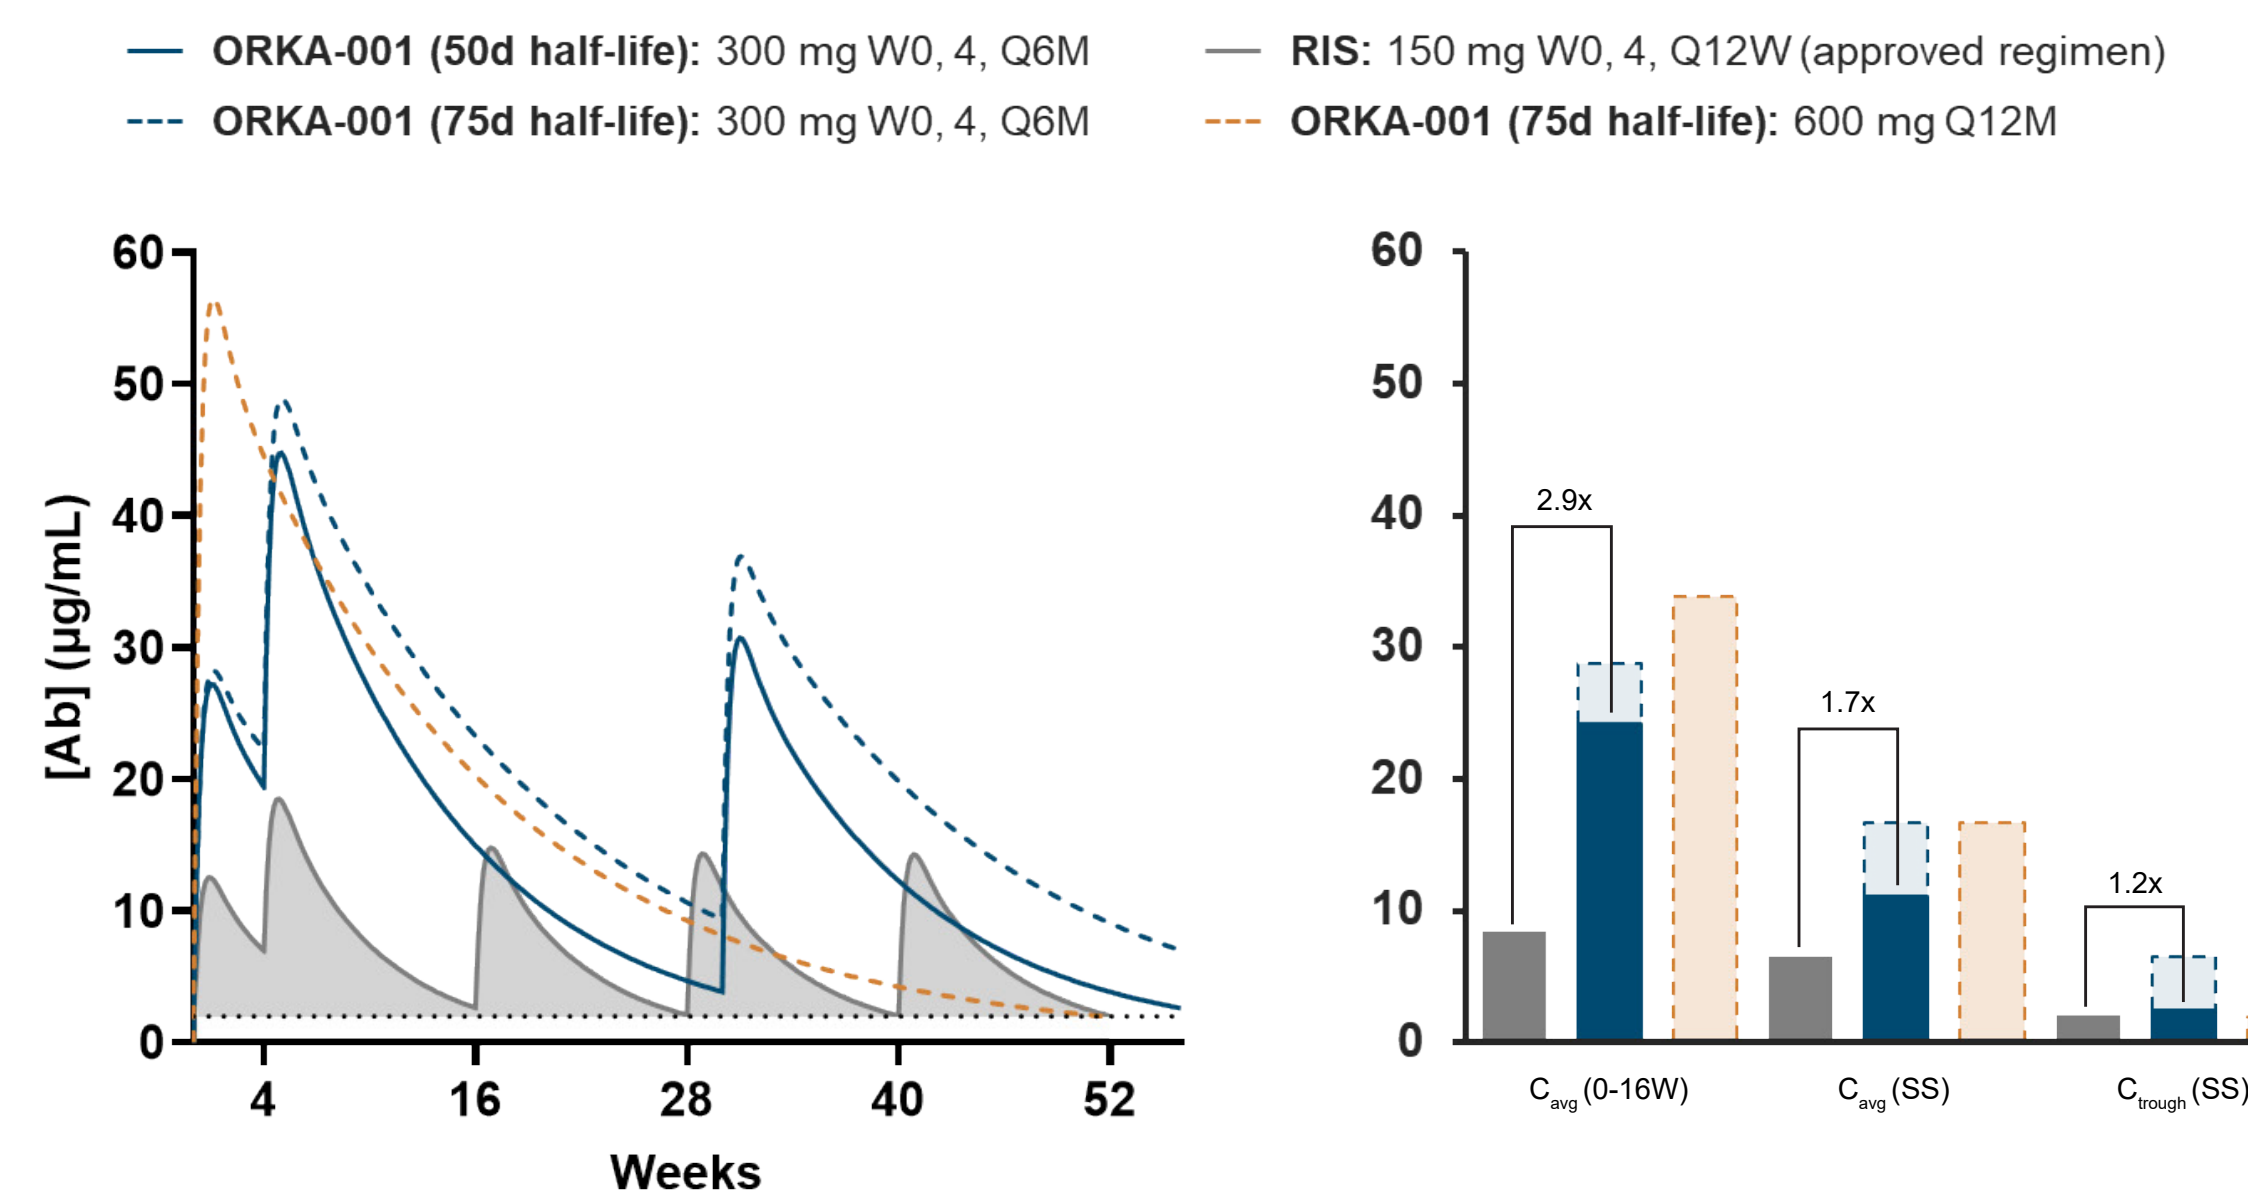 ORKA-001 (50d half-life): 300 mg W0, 4, Q6M
RIS: 150 mg W0, 4, Q12W (approved regimen)
ORKA-001 (75d half-life): 300 mg W0, 4, Q6M
ORKA-001 (75d half-life): 600 mg Q12M
[Ab] (µg/mL)
60
50
40
30
20
10
0
4
16
28
40
52
Weeks
60
50
40
30
20
10
0
2.9x
1.7x
1.2x
Cavg (0-16W)
Cavg (SS)
Ctrough (SS)